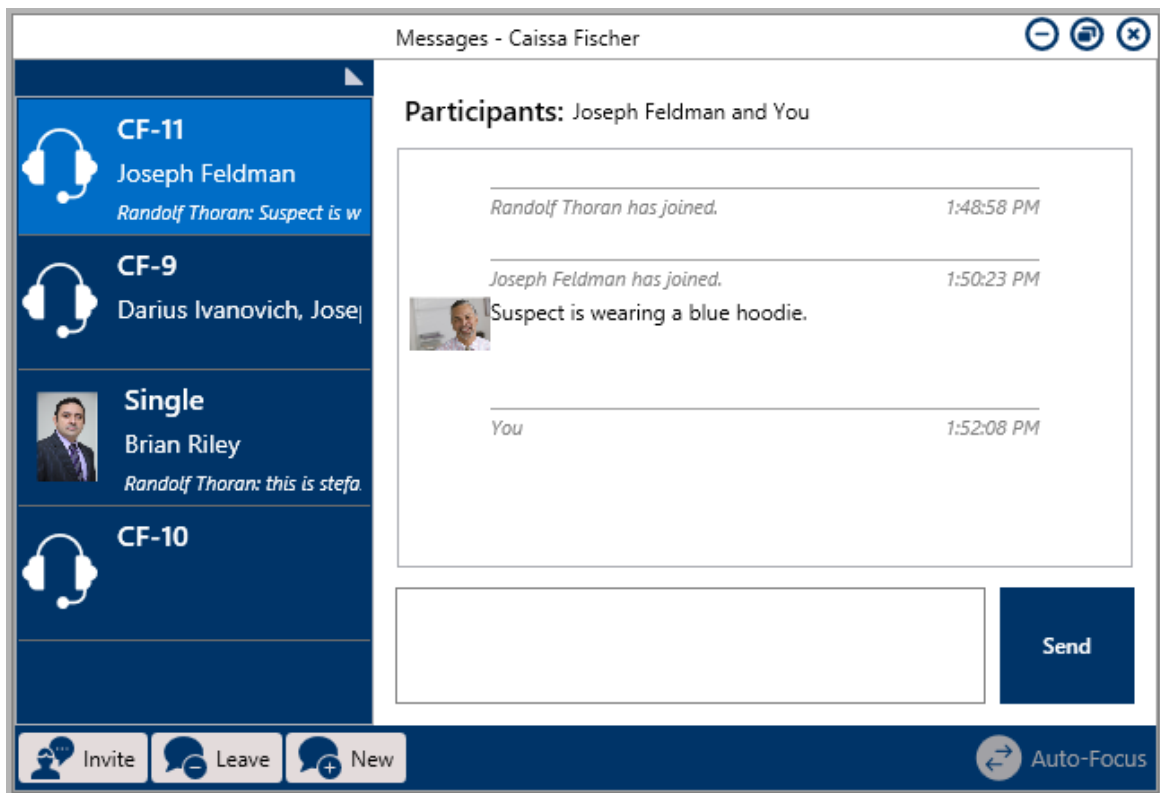 Messages - Caissa Fischer
CF-11
Joseph Feldman
Randolf Thoran: Suspect is w
CF-9
Darius Ivanovich, Josep
Single
Brian Riley
Randolf Thoran: this is stefa
CF-10
Participants: Joseph Feldman and You
Randolf Thoran has joined. 1:48:58 PM
Joseph Feldman has joined. 1:50:23 PM
Suspect is wearing a blue hoodie.
You 1:52:08 PM
Send
Invite Leave New Auto-Focus